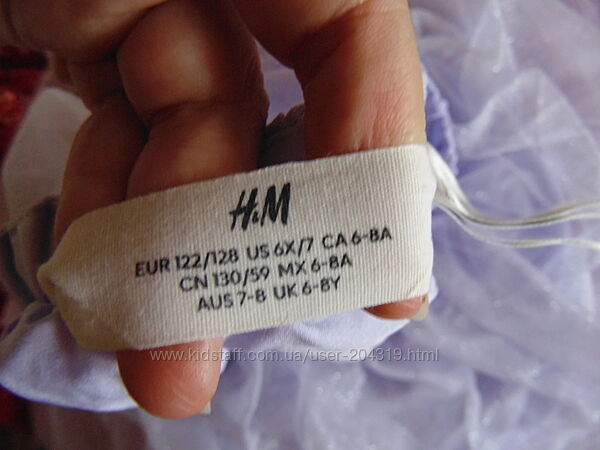 H&M
EUR 122/128 US 6X/7 CA 6-8A
CN 130/59 MX 6-8A
AUS 7-8 UK 6-8Y
www.kidstaff.com.ua/user-204319.html